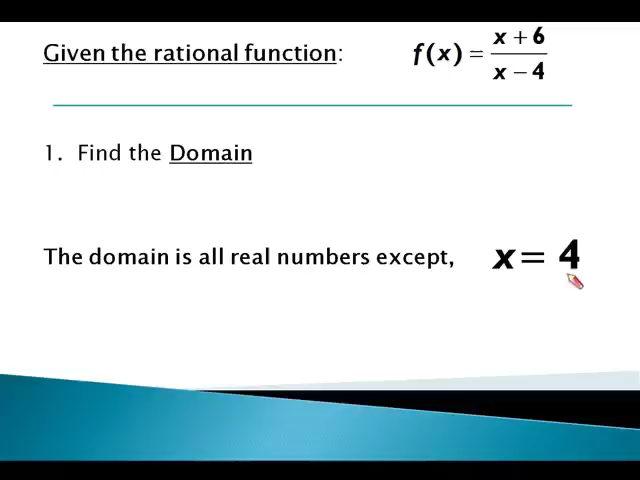 Given the rational function: f(x) = x + 6 / x − 4
1. Find the Domain
The domain is all real numbers except, x = 4